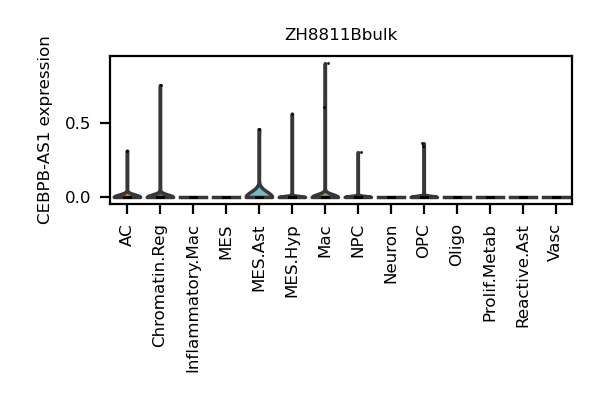 ZH8811Bbulk
CEBPB-AS1 expression
0.5
0.0
AC
Chromatin.Reg
Inflammatory.Mac
MES
MES.Ast
MES.Hyp
Mac
NPC
Neuron
OPC
Oligo
Prolif.Metab
Reactive.Ast
Vasc